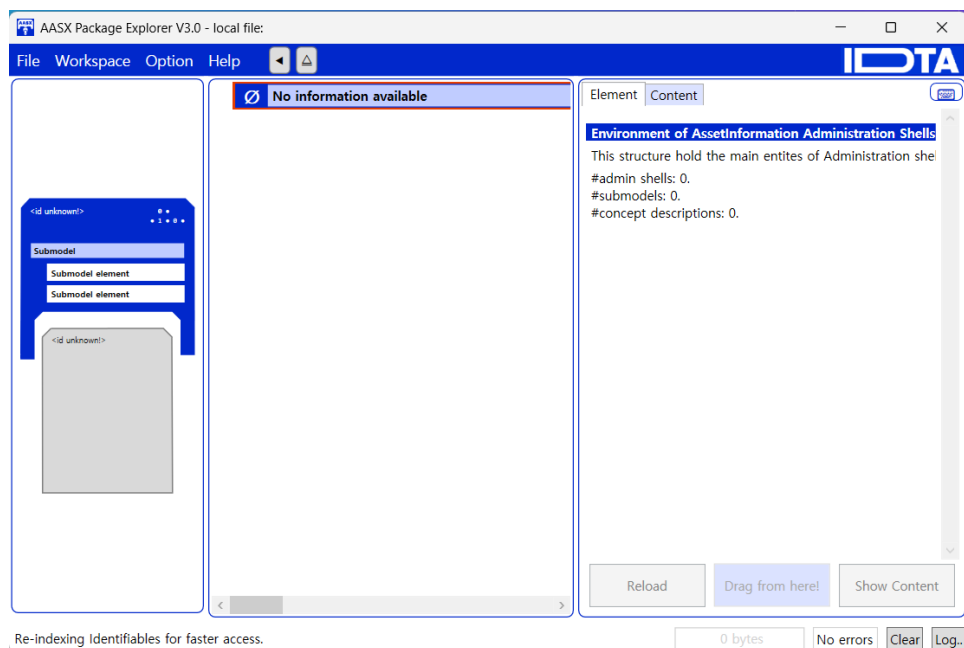 AASX Package Explorer V3.0 - local file:
File Workspace Option Help
IDTA
No information available
Element Content
<id unknown!>
Submodel
Submodel element
Submodel element
<id unknown!>
Environment of AssetInformation Administration Shells
This structure hold the main entites of Administration she
#admin shells: 0.
#submodels: 0.
#concept descriptions: 0.
Reload Drag from here! Show Content
Re-indexing Identifiables for faster access.
0 bytes No errors Clear Log..